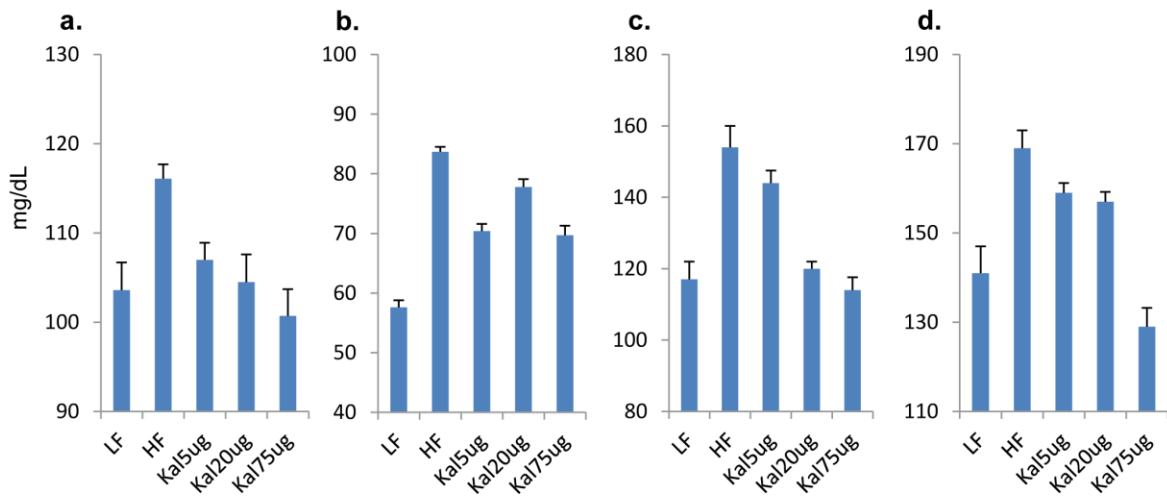 a.
130
120
110
100
90
mg/dL
LF
HF
Kal5ug
Kal20ug
Kal75ug
b.
100
90
80
70
60
50
40
LF
HF
Kal5ug
Kal20ug
Kal75ug
c.
180
160
140
120
100
80
LF
HF
Kal5ug
Kal20ug
Kal75ug
d.
190
170
150
130
110
LF
HF
Kal5ug
Kal20ug
Kal75ug